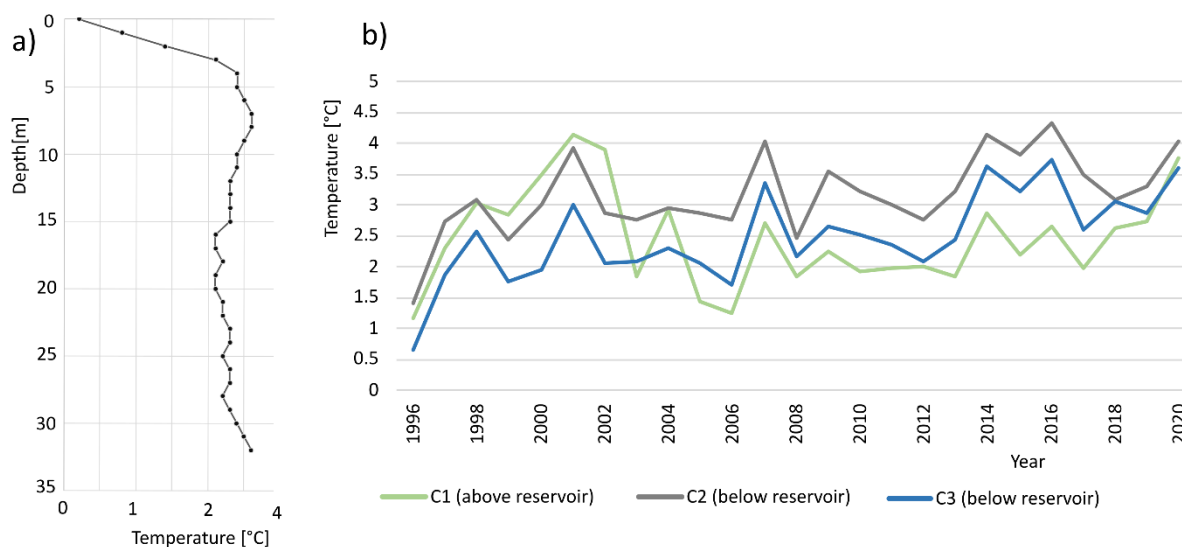 a)
0
5
10
15
20
25
30
35
Depth[m]
0 1 2 4
Temperature [°C]
b)
5
4.5
4
3.5
3
2.5
2
1.5
1
0.5
0
Temperature [°C]
1996 1998 2000 2002 2004 2006 2008 2010 2012 2014 2016 2018 2020
Year
C1 (above reservoir) C2 (below reservoir) C3 (below reservoir)